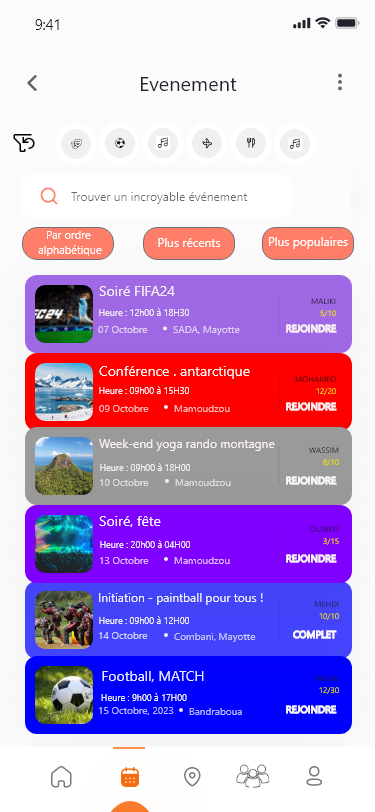 9:41
Evenement
Trouver un incroyable événement
Par ordre
alphabétique
Plus récents
Plus populaires
Soiré FIFA24
Heure : 12h00 à 18H30
07 Octobre • SADA, Mayotte
MALIKI
5/10
REJOINDRE
Conférence . antarctique
Heure : 09h00 à 15H30
09 Octobre • Mamoudzou
MOHAMED
12/20
REJOINDRE
Week-end yoga rando montagne
Heure : 09h00 à 18H00
10 Octobre • Mamoudzou
WASSIM
8/10
REJOINDRE
Soiré, fête
Heure : 20h00 à 04H00
13 Octobre • Mamoudzou
3/15
REJOINDRE
Initiation - paintball pour tous !
Heure : 09h00 à 12H00
14 Octobre • Combani, Mayotte
MEHDI
10/10
COMPLET
Football, MATCH
Heure : 9h00 à 17H00
15 Octobre, 2023 • Bandraboua
12/30
REJOINDRE